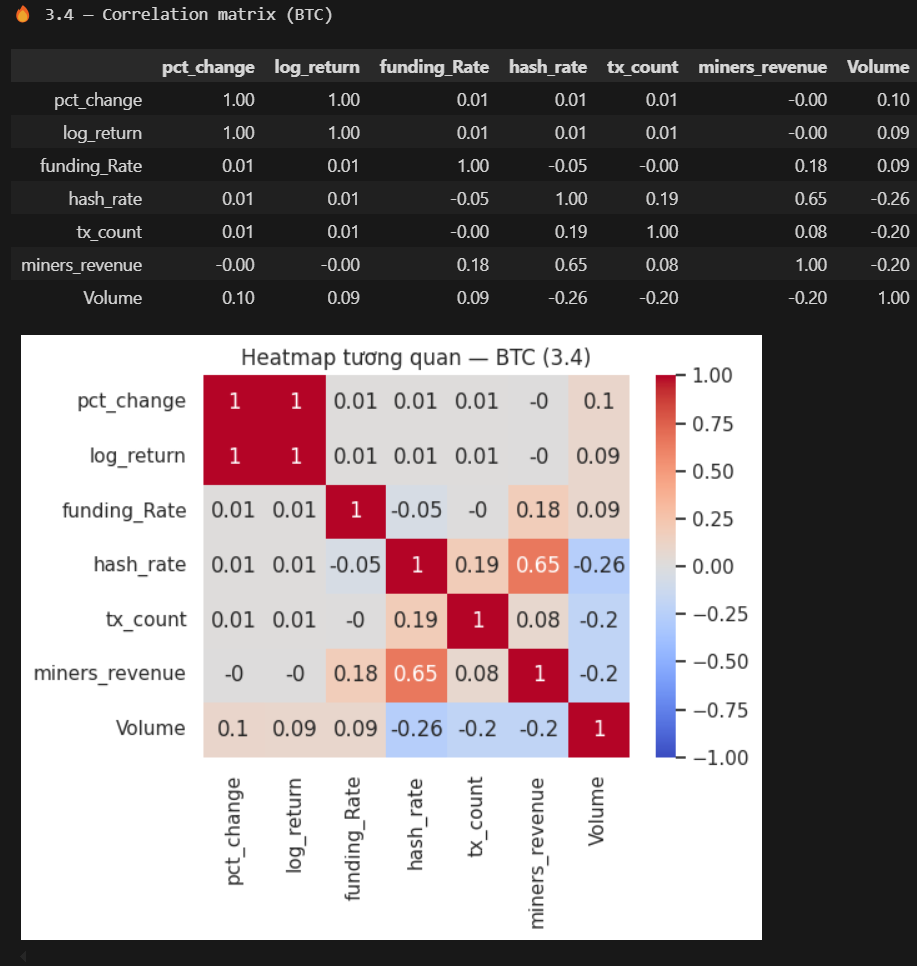 🔥 3.4 — Correlation matrix (BTC)
pct_change log_return funding_Rate hash_rate tx_count miners_revenue Volume
pct_change 1.00 1.00 0.01 0.01 0.01 -0.00 0.10
log_return 1.00 1.00 0.01 0.01 0.01 -0.00 0.09
funding_Rate 0.01 0.01 1.00 -0.05 -0.00 0.18 0.09
hash_rate 0.01 0.01 -0.05 1.00 0.19 0.65 -0.26
tx_count 0.01 0.01 -0.00 0.19 1.00 0.08 -0.20
miners_revenue -0.00 -0.00 0.18 0.65 0.08 1.00 -0.20
Volume 0.10 0.09 0.09 -0.26 -0.20 -0.20 1.00
Heatmap tương quan — BTC (3.4)
pct_change 1 1 0.01 0.01 0.01 -0 0.1
log_return 1 1 0.01 0.01 0.01 -0 0.09
funding_Rate 0.01 0.01 1 -0.05 -0 0.18 0.09
hash_rate 0.01 0.01 -0.05 1 0.19 0.65 -0.26
tx_count 0.01 0.01 -0 0.19 1 0.08 -0.2
miners_revenue -0 -0 0.18 0.65 0.08 1 -0.2
Volume 0.1 0.09 0.09 -0.26 -0.2 -0.2 1
pct_change
log_return
funding_Rate
hash_rate
tx_count
miners_revenue
Volume
1.00
0.75
0.50
0.25
0.00
−0.25
−0.50
−0.75
−1.00